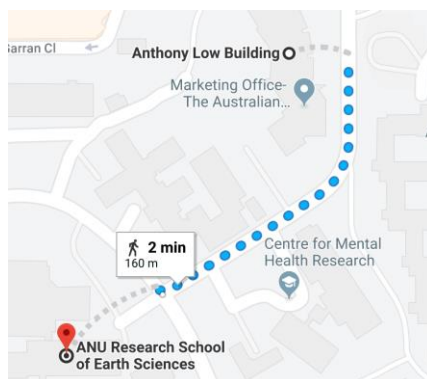 Garran Cl
Anthony Low Building
Marketing Office-
The Australian...
2 min
160 m
Centre for Mental
Health Research
ANU Research School
of Earth Sciences